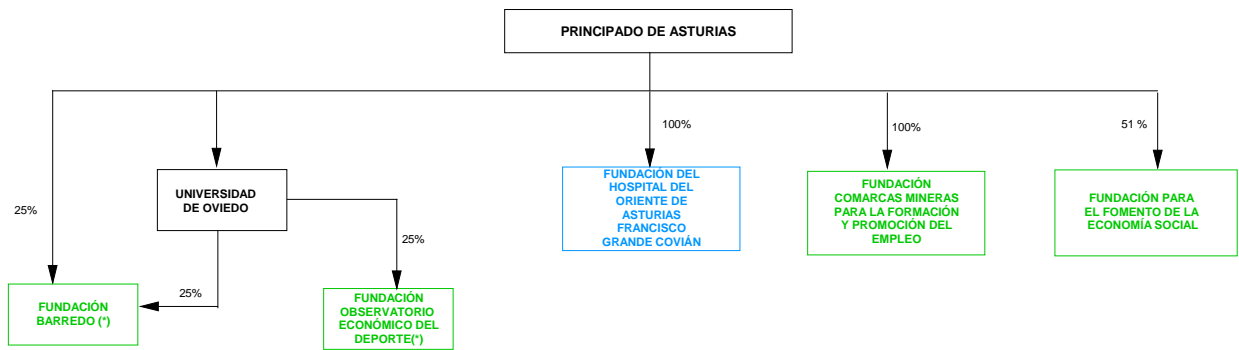 PRINCIPADO DE ASTURIAS
100%
100%
51 %
25%
UNIVERSIDAD
DE OVIEDO
25%
25%
FUNDACIÓN DEL
HOSPITAL DEL
ORIENTE DE
ASTURIAS
FRANCISCO
GRANDE COVIÁN
FUNDACIÓN
COMARCAS MINERAS
PARA LA FORMACIÓN
Y PROMOCIÓN DEL
EMPLEO
FUNDACIÓN PARA
EL FOMENTO DE LA
ECONOMÍA SOCIAL
FUNDACIÓN
BARREDO (*)
FUNDACIÓN
OBSERVATORIO
ECONÓMICO DEL
DEPORTE(*)